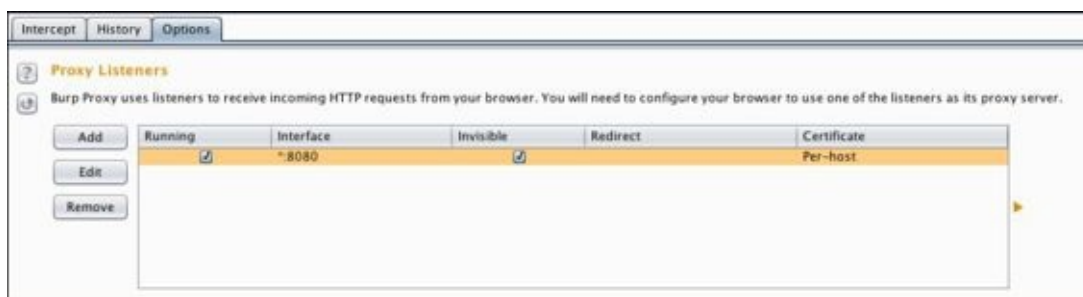 Intercept History Options
Proxy Listeners
Burp Proxy uses listeners to receive incoming HTTP requests from your browser. You will need to configure your browser to use one of the listeners as its proxy server.
Add Running Interface Invisible Redirect Certificate
*:8080 Per-host
Edit
Remove